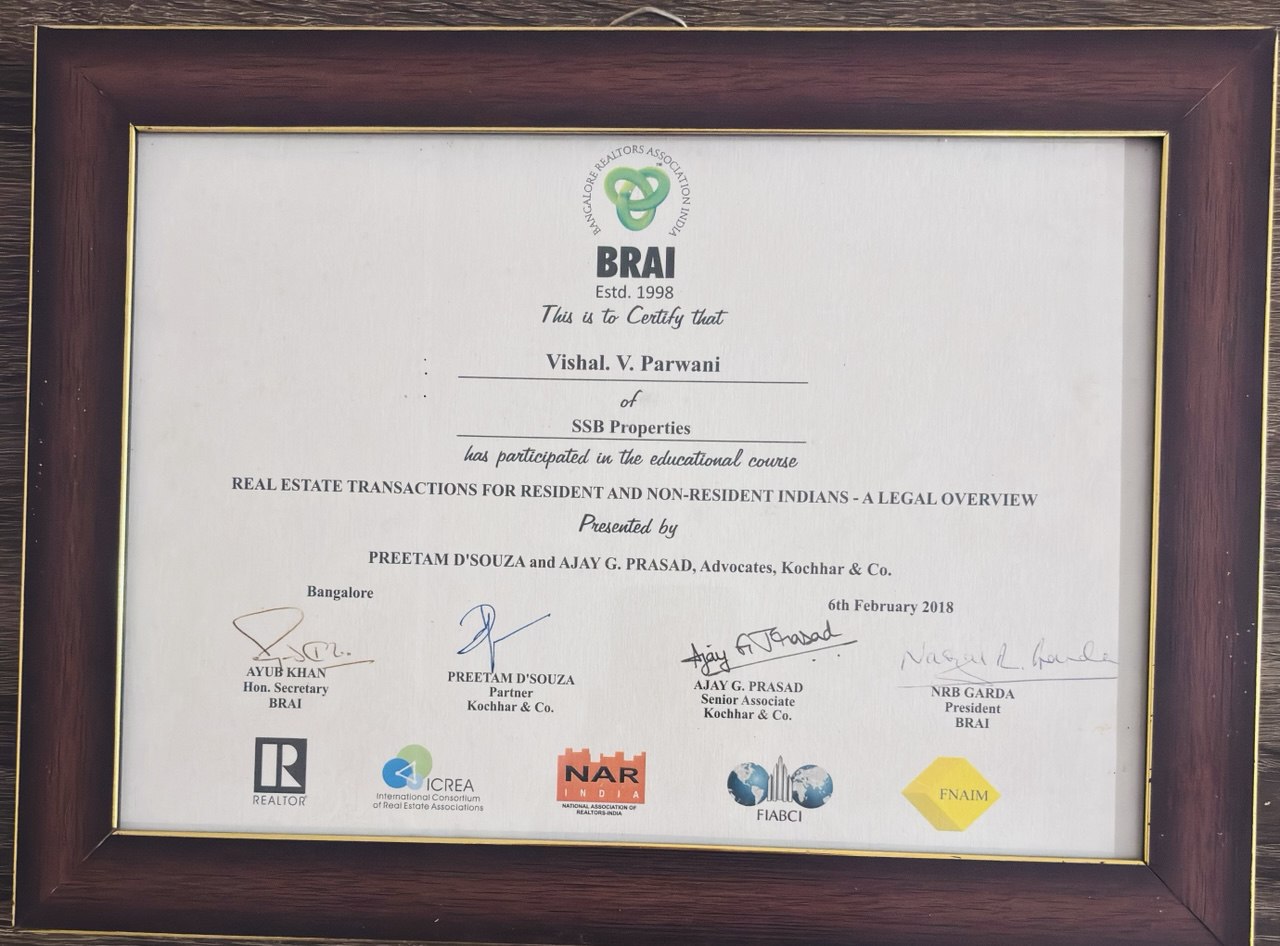 BANGALORE REALTORS ASSOCIATION INDIA
TM
BRAI
Estd. 1998
This is to Certify that
Vishal. V. Parwani
of
SSB Properties
has participated in the educational course
REAL ESTATE TRANSACTIONS FOR RESIDENT AND NON-RESIDENT INDIANS - A LEGAL OVERVIEW
Presented by
PREETAM D'SOUZA and AJAY G. PRASAD, Advocates, Kochhar & Co.
Bangalore
6th February 2018
Ajay G. Prasad
AYUB KHAN
Hon. Secretary
BRAI
PREETAM D'SOUZA
Partner
Kochhar & Co.
AJAY G. PRASAD
Senior Associate
Kochhar & Co.
NRB GARDA
President
BRAI
R
REALTOR®
ICREA
International Consortium
of Real Estate Associations
NAR
INDIA
NATIONAL ASSOCIATION OF
REALTORS-INDIA
FIABCI
FNAIM